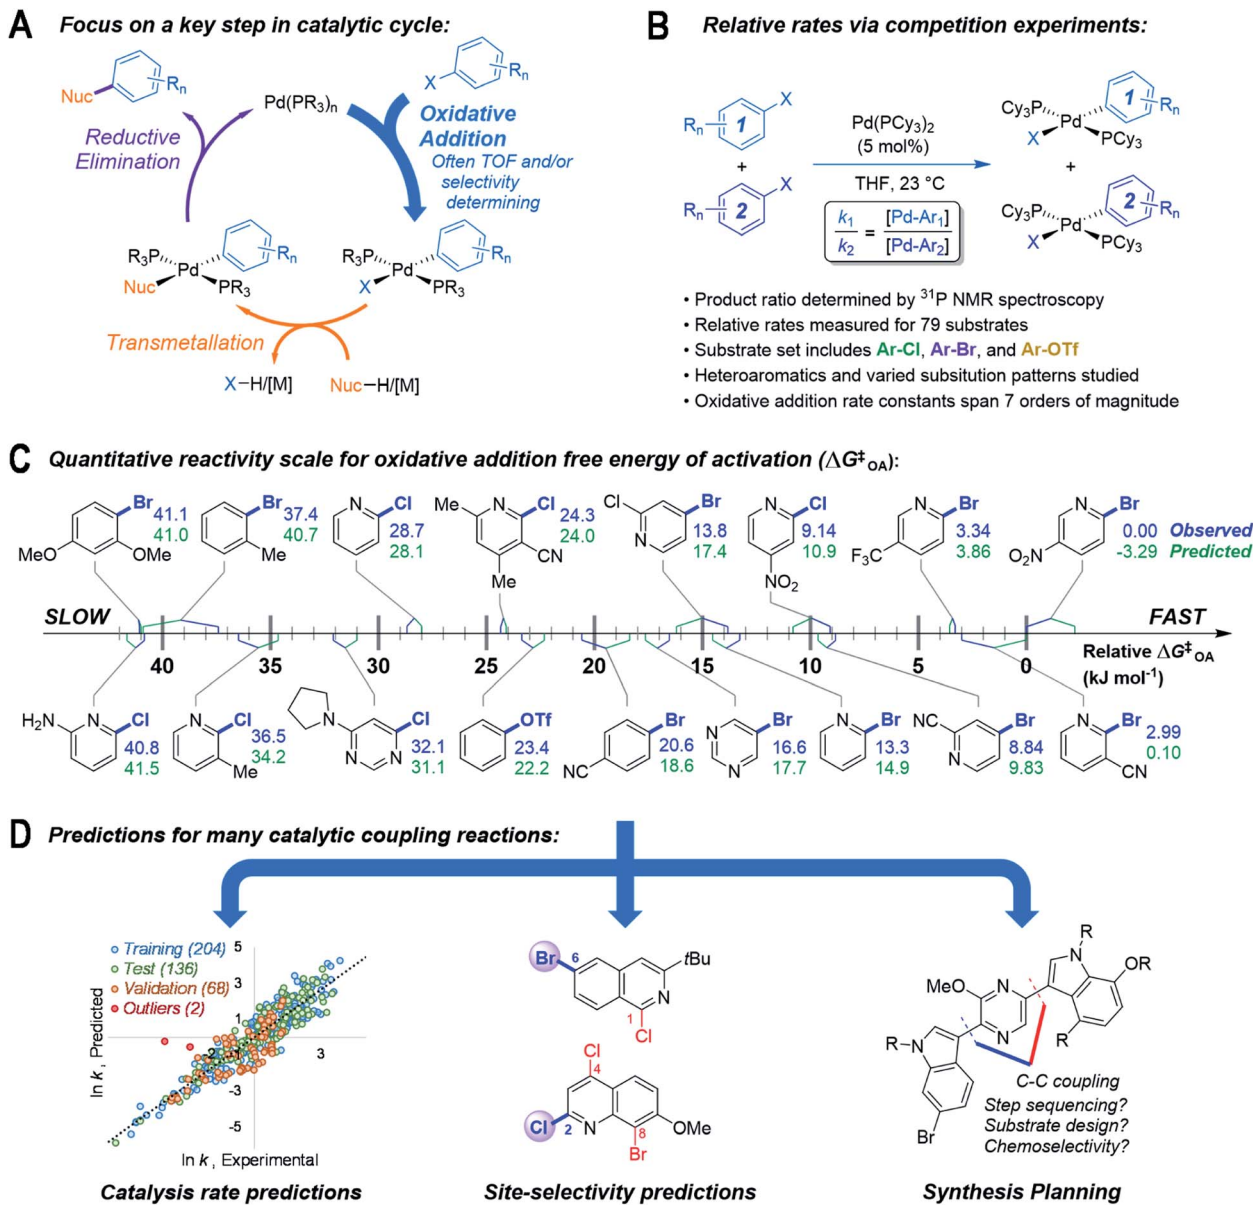 A Focus on a key step in catalytic cycle:
Nuc
Rn
X
Rn
Pd(PR3)n
Reductive
Elimination
Oxidative
Addition
Often TOF and/or
selectivity
determining
R3P
Pd
Nuc
PR3
Rn
R3P
Pd
X
PR3
Rn
Transmetallation
X–H/[M]
Nuc–H/[M]
B Relative rates via competition experiments:
X
Rn
1
+
X
Rn
2
Pd(PCy3)2
(5 mol%)
THF, 23 °C
k1/k2 = [Pd-Ar1]/[Pd-Ar2]
Cy3P
Pd
1
Rn
X
PCy3
+
Cy3P
Pd
2
Rn
X
PCy3
• Product ratio determined by 31P NMR spectroscopy
• Relative rates measured for 79 substrates
• Substrate set includes Ar-Cl, Ar-Br, and Ar-OTf
• Heteroaromatics and varied subsitution patterns studied
• Oxidative addition rate constants span 7 orders of magnitude
C Quantitative reactivity scale for oxidative addition free energy of activation (ΔG‡OA):
Br
41.1
41.0
MeO
OMe
Br
37.4
40.7
Me
N
Cl
28.7
28.1
Me
N
Cl
24.3
24.0
CN
Me
Cl
N
Br
13.8
17.4
N
Cl
9.14
10.9
NO2
N
Br
3.34
3.86
F3C
N
Br
0.00 Observed
-3.29 Predicted
O2N
SLOW
FAST
40
35
30
25
20
15
10
5
0
Relative ΔG‡OA
(kJ mol-1)
H2N
N
Cl
40.8
41.5
N
Cl
36.5
34.2
Me
N
Cl
N
N
32.1
31.1
OTf
23.4
22.2
Br
20.6
18.6
NC
Br
N
N
16.6
17.7
N
Br
13.3
14.9
CN
Br
N
8.84
9.83
N
Br
2.99
0.10
CN
D Predictions for many catalytic coupling reactions:
Training (204)
Test (136)
Validation (68)
Outliers (2)
5
3
1
-2
-1
3
-3
-5
ln k, Predicted
ln k, Experimental
Catalysis rate predictions
Br
6
tBu
N
1
Cl
Cl
4
Cl
2
N
8
OMe
Br
Site-selectivity predictions
R
N
OR
MeO
N
N
R
R–N
Br
C-C coupling
Step sequencing?
Substrate design?
Chemoselectivity?
Synthesis Planning